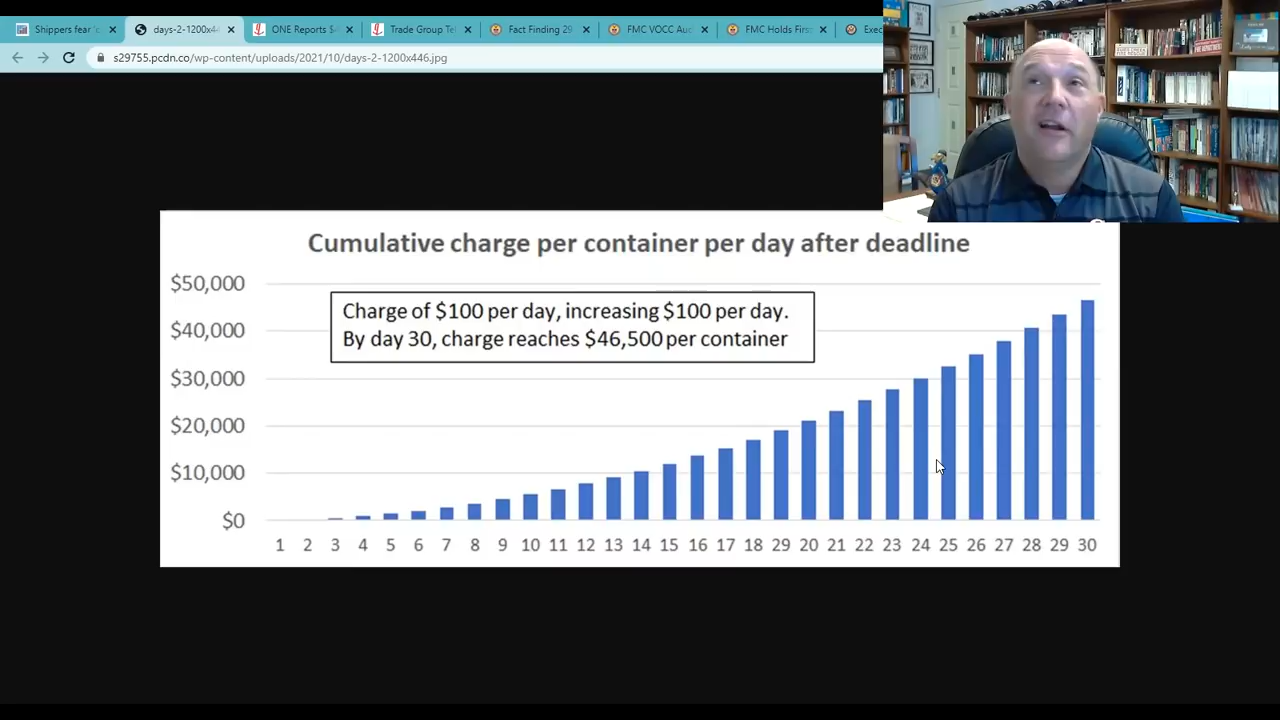 Shippers fear
days-2-1200x44
ONE Reports $
Trade Group Te
Fact Finding 29
FMC VOCC Au
FMC Holds Firs
Exec
s29755.pcdn.co/wp-content/uploads/2021/10/days-2-1200x446.jpg
Cumulative charge per container per day after deadline
Charge of $100 per day, increasing $100 per day.
By day 30, charge reaches $46,500 per container
$50,000
$40,000
$30,000
$20,000
$10,000
$0
1 2 3 4 5 6 7 8 9 10 11 12 13 14 15 16 17 18 29 20 21 22 23 24 25 26 27 28 29 30